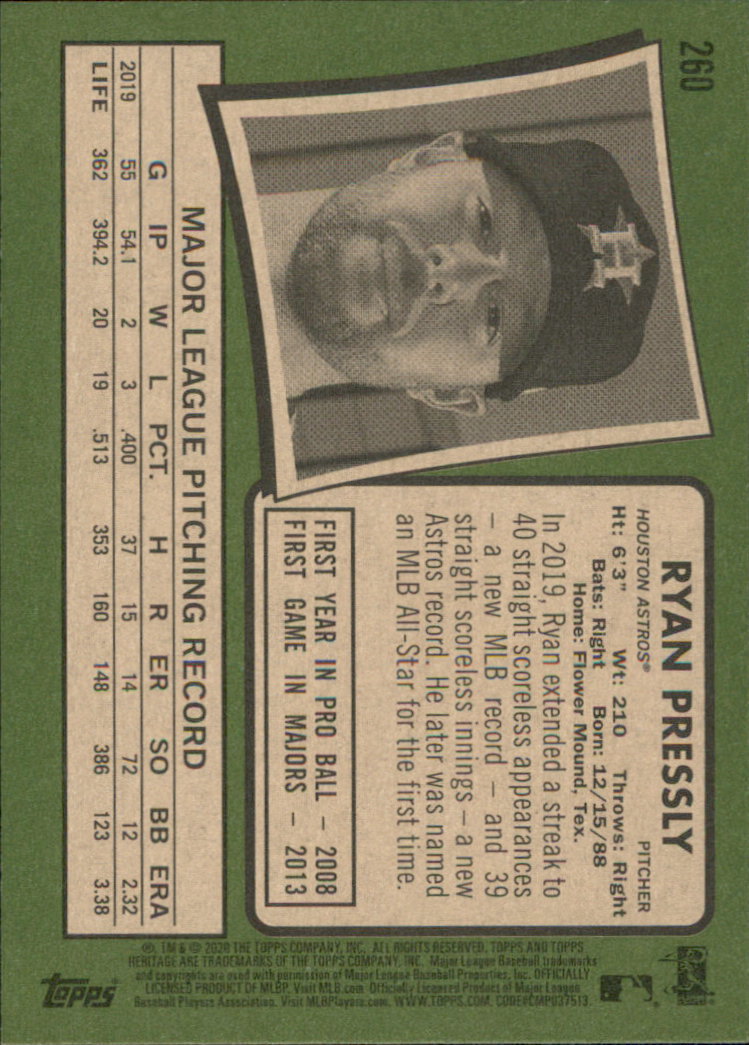 260
RYAN PRESSLY
HOUSTON ASTROS® PITCHER
Ht: 6'3" Wt: 210 Throws: Right
Bats: Right Born: 12/15/88
Home: Flower Mound, Tex.
In 2019, Ryan extended a streak to
40 straight scoreless appearances
– a new MLB record – and 39
straight scoreless innings – a new
Astros record. He later was named
an MLB All-Star for the first time.
FIRST YEAR IN PRO BALL – 2008
FIRST GAME IN MAJORS – 2013
MAJOR LEAGUE PITCHING RECORD
G IP W L PCT. H R ER SO BB ERA
2019 55 54.1 2 3 .400 37 15 14 72 12 2.32
LIFE 362 394.2 20 19 .513 353 160 148 386 123 3.38
®, TM & © 2020 THE TOPPS COMPANY, INC. ALL RIGHTS RESERVED. TOPPS AND TOPPS
HERITAGE ARE TRADEMARKS OF THE TOPPS COMPANY, INC. Major League Baseball trademarks
and copyrights are used with permission of Major League Baseball Properties, Inc. OFFICIALLY
LICENSED PRODUCT OF MLBP. Visit MLB.com Officially Licensed Product of Major League
Baseball Players Association. Visit MLBPlayers.com. WWW.TOPPS.COM. CODE#CMP037513.
topps
H